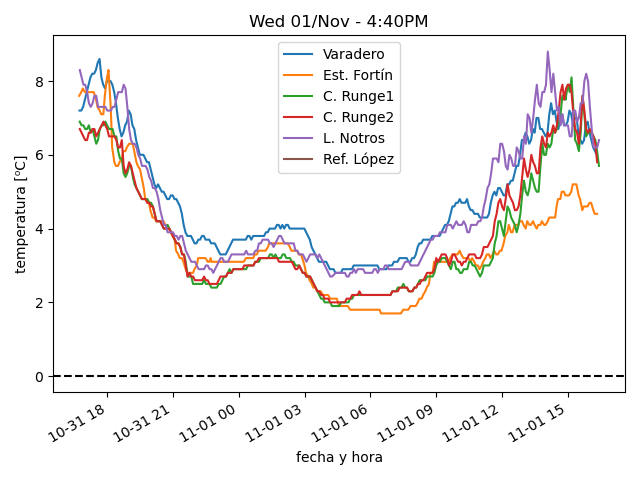 Wed 01/Nov - 4:40PM
Varadero
Est. Fortín
C. Runge1
C. Runge2
L. Notros
Ref. López
temperatura [ºC]
8
6
4
2
0
10-31 18
10-31 21
11-01 00
11-01 03
11-01 06
11-01 09
11-01 12
11-01 15
fecha y hora